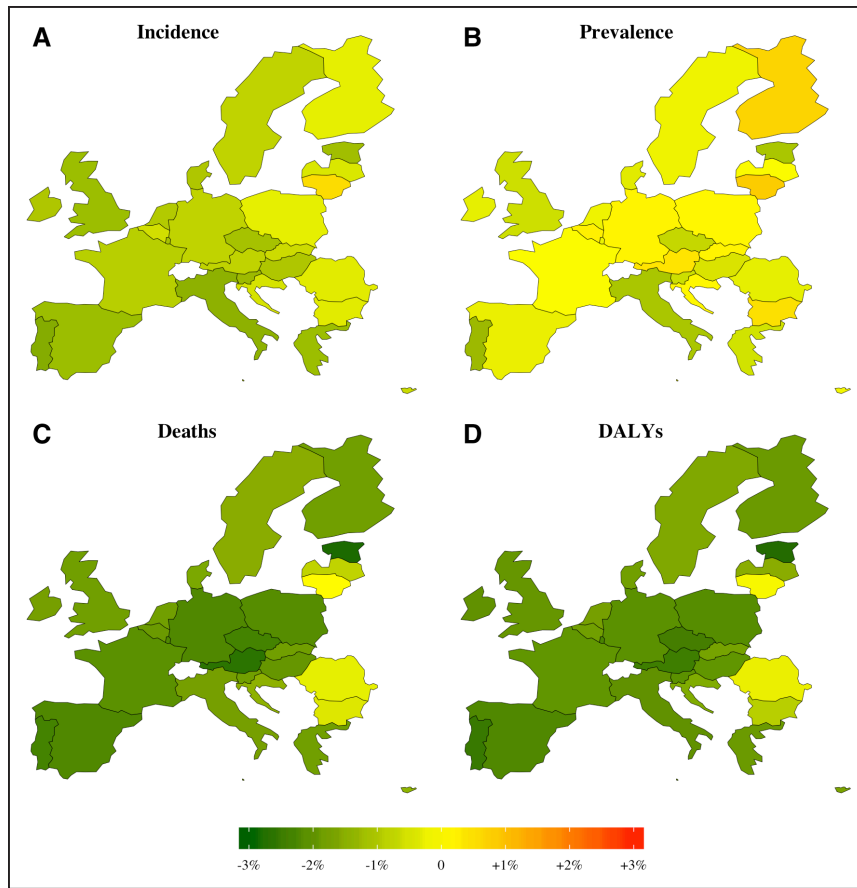 A Incidence
B Prevalence
C Deaths
D DALYs
-3% -2% -1% 0 +1% +2% +3%